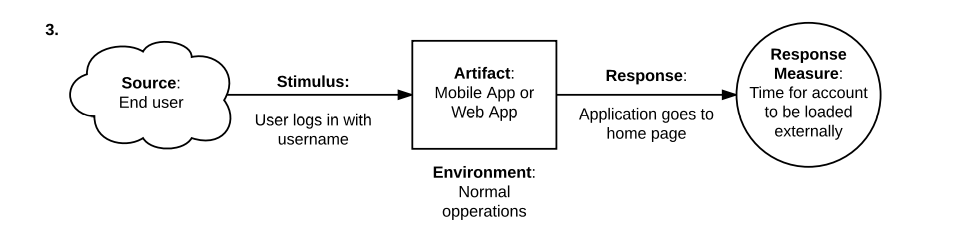 3.
Source:
End user
Stimulus:
User logs in with
username
Artifact:
Mobile App or
Web App
Environment:
Normal
opperations
Response:
Application goes to
home page
Response
Measure:
Time for account
to be loaded
externally